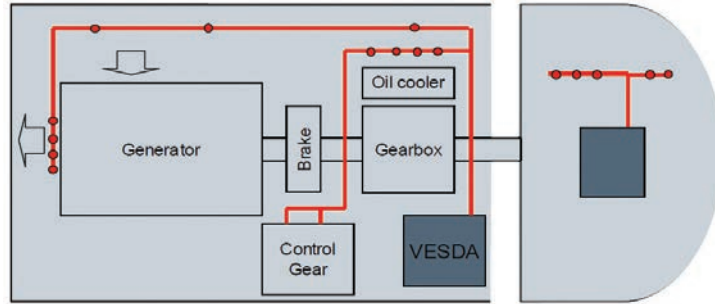 Oil cooler
Generator
Brake
Gearbox
Control
Gear
VESDA